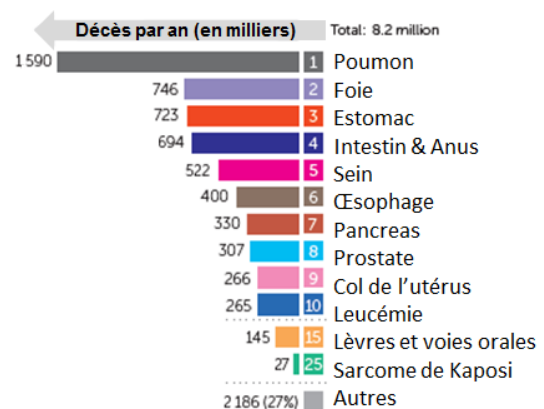 Décès par an (en milliers) Total: 8.2 million
1 590 1 Poumon
746 2 Foie
723 3 Estomac
694 4 Intestin & Anus
522 5 Sein
400 6 Œsophage
330 7 Pancreas
307 8 Prostate
266 9 Col de l'utérus
265 10 Leucémie
145 15 Lèvres et voies orales
27 25 Sarcome de Kaposi
2 186 (27%) Autres